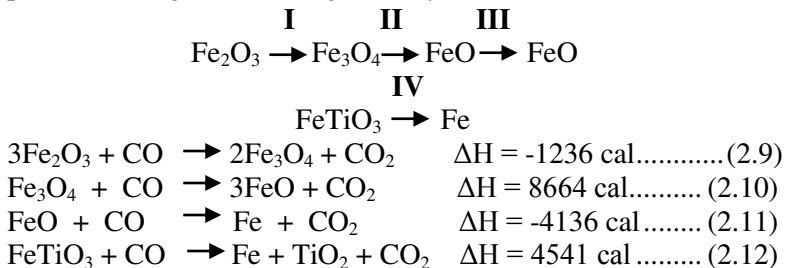 I II III
Fe₂O₃ → Fe₃O₄ → FeO → FeO
IV
FeTiO₃ → Fe
3Fe₂O₃ + CO → 2Fe₃O₄ + CO₂ ΔH = -1236 cal............(2.9)
Fe₃O₄ + CO → 3FeO + CO₂ ΔH = 8664 cal......... (2.10)
FeO + CO → Fe + CO₂ ΔH = -4136 cal........ (2.11)
FeTiO₃ + CO → Fe + TiO₂ + CO₂ ΔH = 4541 cal ......... (2.12)